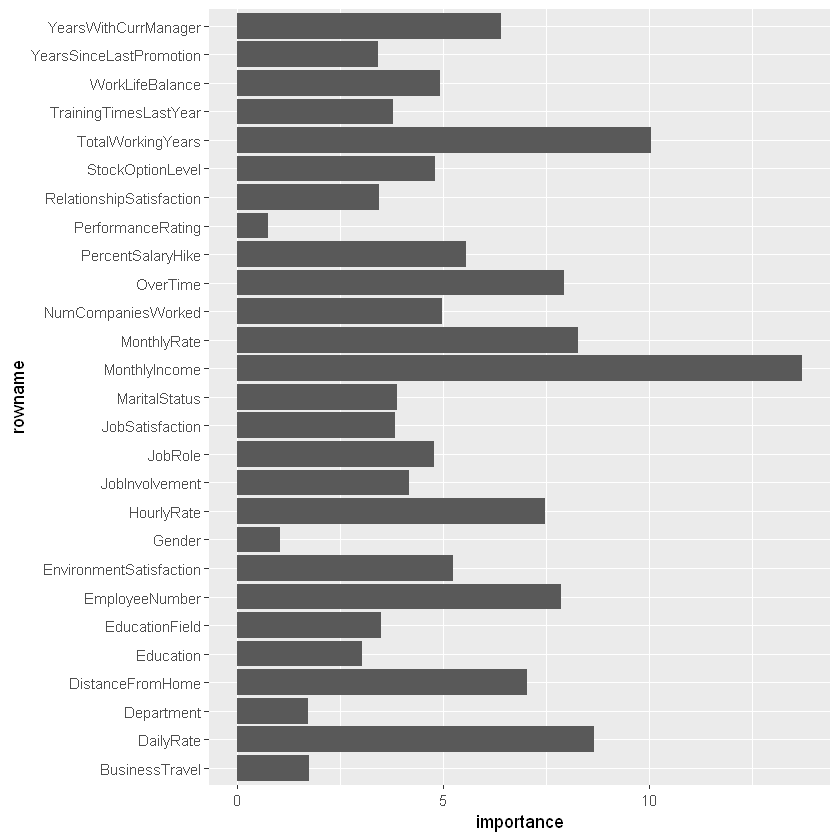 YearsWithCurrManager
YearsSinceLastPromotion
WorkLifeBalance
TrainingTimesLastYear
TotalWorkingYears
StockOptionLevel
RelationshipSatisfaction
PerformanceRating
PercentSalaryHike
OverTime
NumCompaniesWorked
MonthlyRate
MonthlyIncome
MaritalStatus
JobSatisfaction
JobRole
JobInvolvement
HourlyRate
Gender
EnvironmentSatisfaction
EmployeeNumber
EducationField
Education
DistanceFromHome
Department
DailyRate
BusinessTravel
rowname
0 5 10
importance